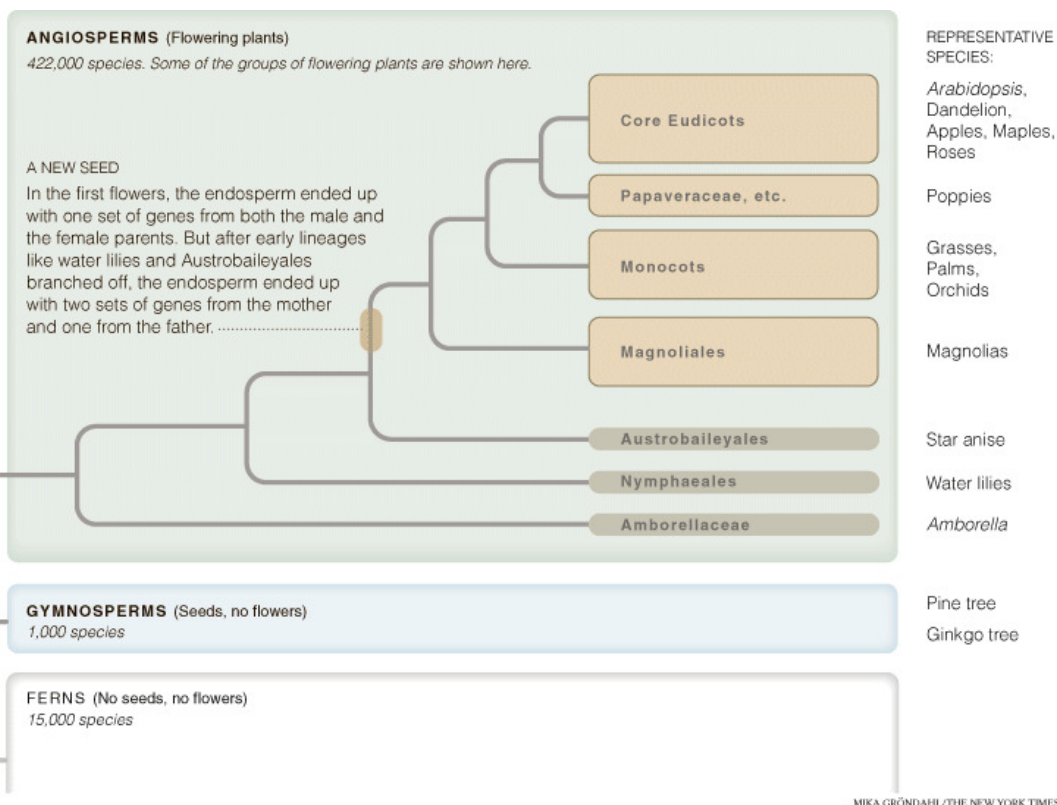 ANGIOSPERMS (Flowering plants)
422,000 species. Some of the groups of flowering plants are shown here.
A NEW SEED
In the first flowers, the endosperm ended up
with one set of genes from both the male and
the female parents. But after early lineages
like water lilies and Austrobaileyales
branched off, the endosperm ended up
with two sets of genes from the mother
and one from the father.
Core Eudicots
Papaveraceae, etc.
Monocots
Magnoliales
Austrobaileyales
Nymphaeales
Amborellaceae
REPRESENTATIVE
SPECIES:
Arabidopsis,
Dandelion,
Apples, Maples,
Roses
Poppies
Grasses,
Palms,
Orchids
Magnolias
Star anise
Water lilies
Amborella
GYMNOSPERMS (Seeds, no flowers)
1,000 species
Pine tree
Ginkgo tree
FERNS (No seeds, no flowers)
15,000 species
MIKA GRÖNDAHL/THE NEW YORK TIMES